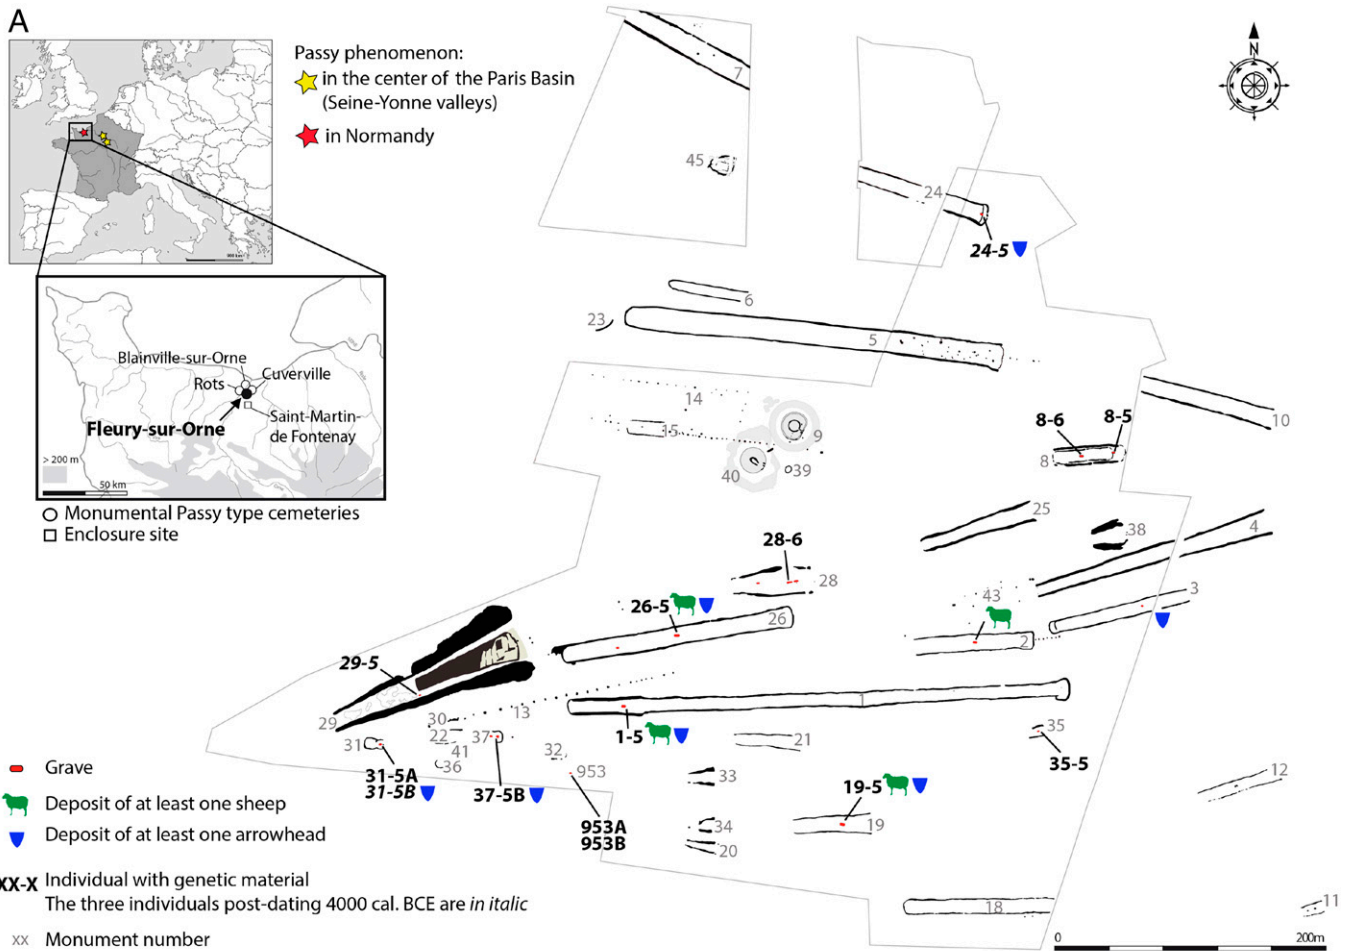 A
Passy phenomenon:
in the center of the Paris Basin
(Seine-Yonne valleys)
in Normandy
N
7
45
24
24-5
6
23
5
Blainville-sur-Orne
Cuverville
Rots
Fleury-sur-Orne
Saint-Martin-
de Fontenay
> 200 m
50 km
Monumental Passy type cemeteries
Enclosure site
14
15
9
40
39
10
8-6
8-5
8
25
38
4
28-6
28
43
3
26-5
26
2
29-5
29
30
13
1
1-5
22
37
31
41
36
32
953
21
35
35-5
33
12
31-5A
31-5B
37-5B
953A
953B
19-5
19
34
20
18
11
Grave
Deposit of at least one sheep
Deposit of at least one arrowhead
XX-X Individual with genetic material
The three individuals post-dating 4000 cal. BCE are in italic
xx Monument number
0 200m